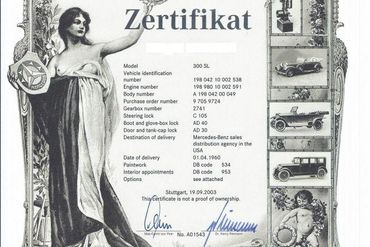 Zertifikat
Model 300 SL
Vehicle identification
number 198 042 10 002 538
Engine number 198 980 10 002 591
Body number A 198 042 00 049
Purchase order number 9 705 9724
Gearbox number 2741
Steering lock C 105
Boot and glove-box lock AD 40
Door and tank-cap lock AD 30
Destination of delivery Mercedes-Benz sales
distribution agency in the
USA
Date of delivery 01.04.1960
Paintwork DB code 534
Interior appointments DB code 953
Options see attached
Stuttgart, 19.09.2003
This Certificate is not a proof of ownership.
No. A01543